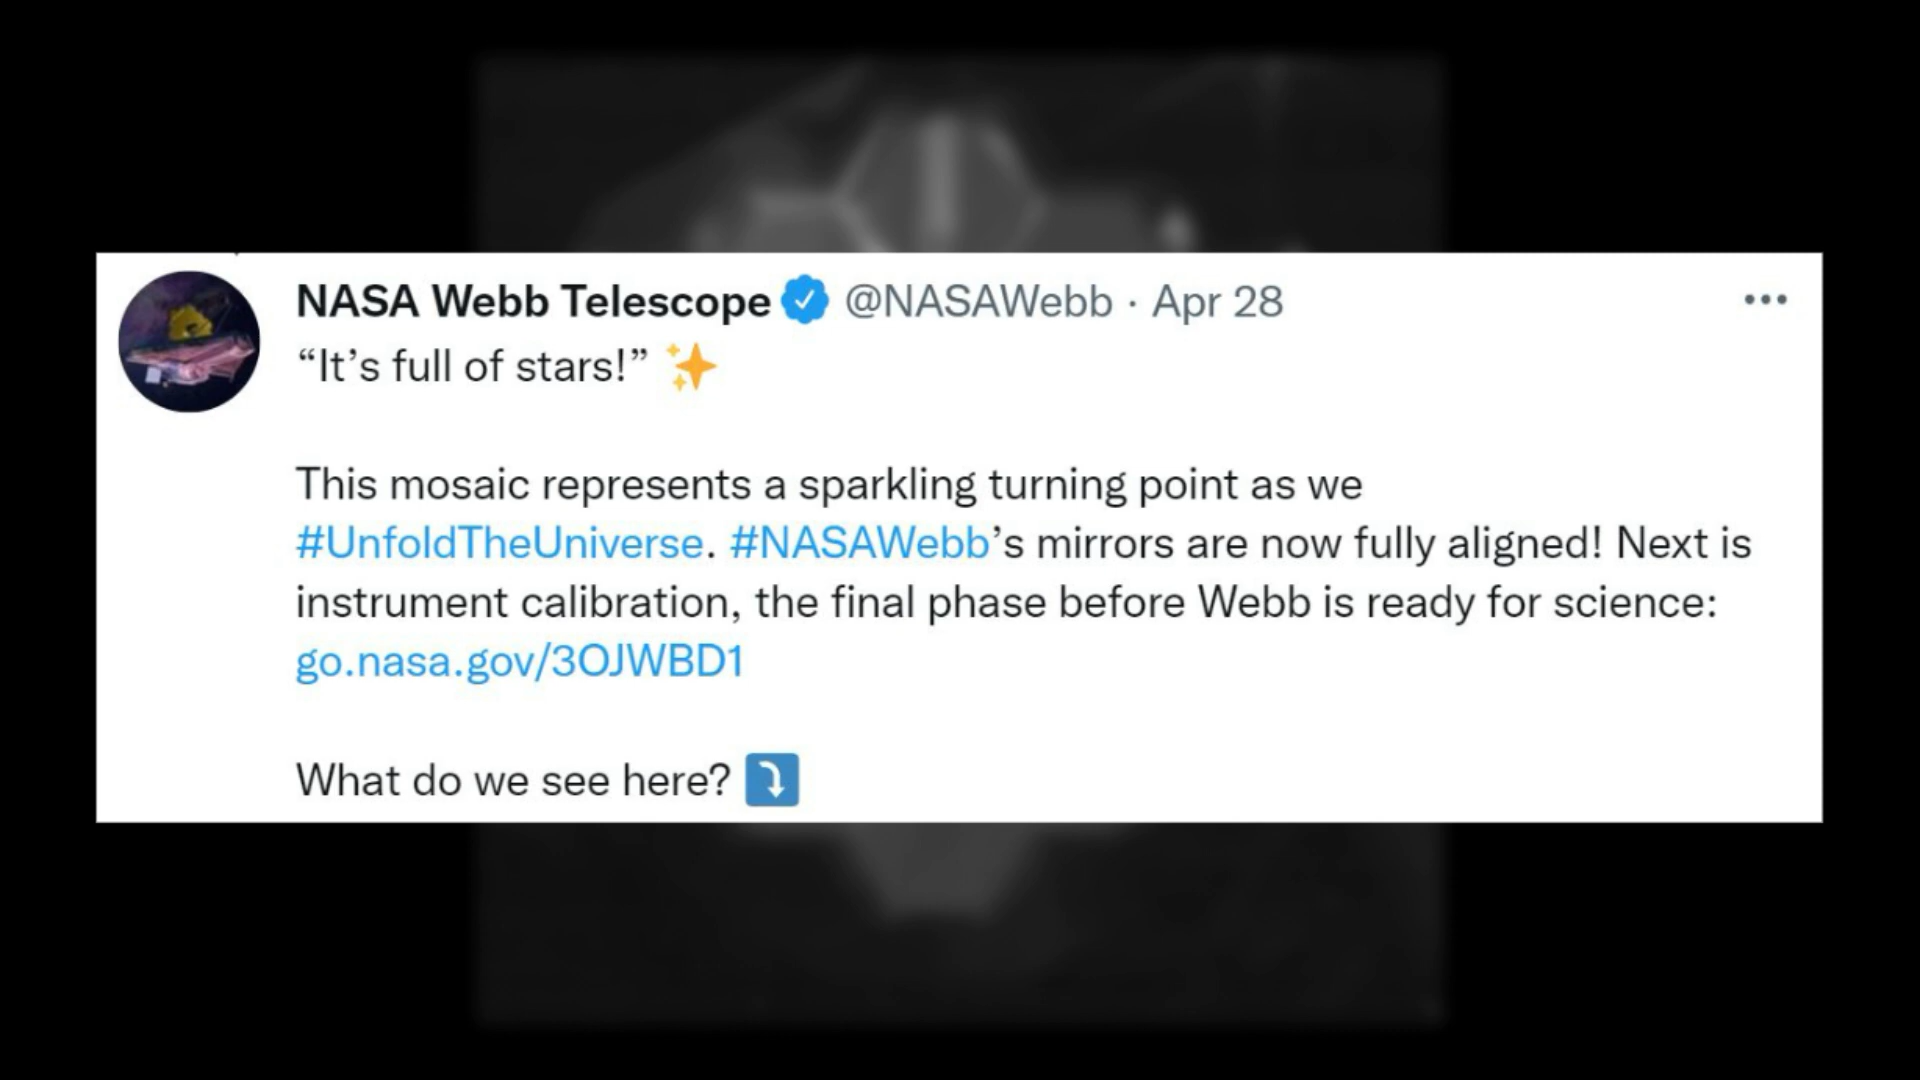 NASA Webb Telescope @NASAWebb · Apr 28
“It’s full of stars!” ✨
This mosaic represents a sparkling turning point as we
#UnfoldTheUniverse. #NASAWebb’s mirrors are now fully aligned! Next is
instrument calibration, the final phase before Webb is ready for science:
go.nasa.gov/3OJWBD1
What do we see here? ⤵️